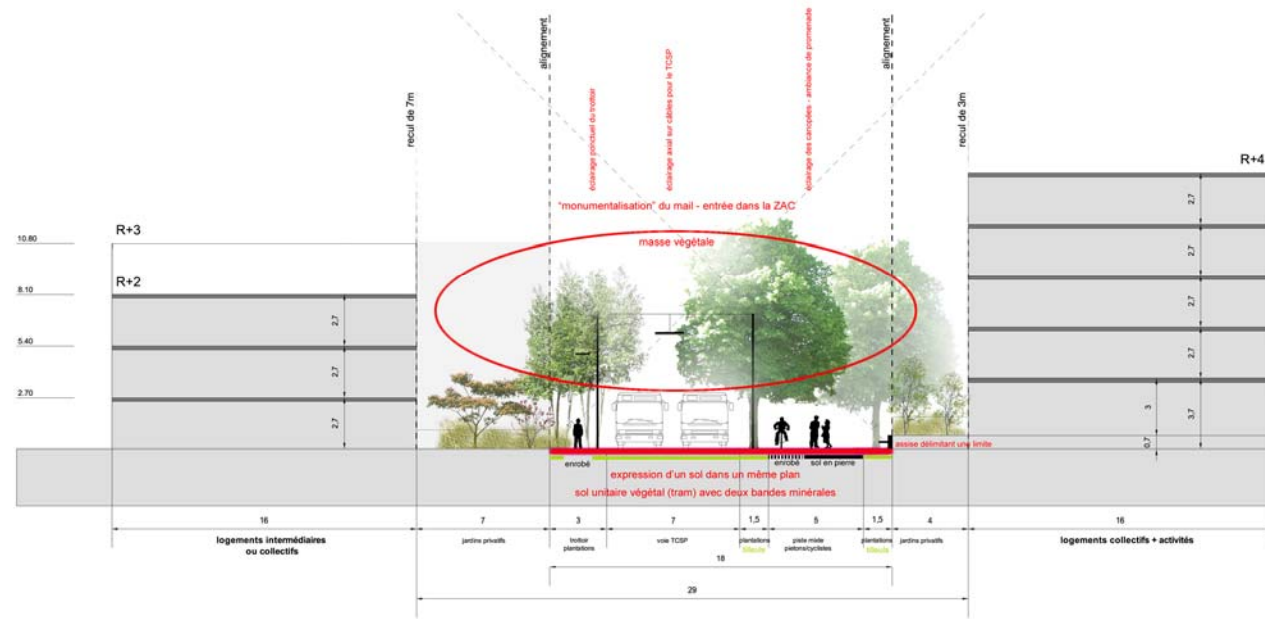 alignement
alignement
recul de 7m
recul de 3m
éclairage ponctuel du trottoir
éclairage axial sur câbles pour le TCSP
éclairage des canopées - ambiance de promenade
"monumentalisation" du mail - entrée dans la ZAC
masse végétale
R+4
R+3
R+2
10.80
8.10
5.40
2.70
2,7
2,7
2,7
2,7
2,7
2,7
2,7
3
3,7
0,7
assise délimitant une limite
enrobé
enrobé
sol en pierre
expression d'un sol dans un même plan
sol unitaire végétal (tram) avec deux bandes minérales
16
7
3
7
1,5
5
1,5
4
16
logements intermédiaires
ou collectifs
jardins privatifs
trottoir
plantations
voie TCSP
plantations
tilleuls
piste mixte
piétons/cyclistes
plantations
tilleuls
jardins privatifs
logements collectifs + activités
18
29